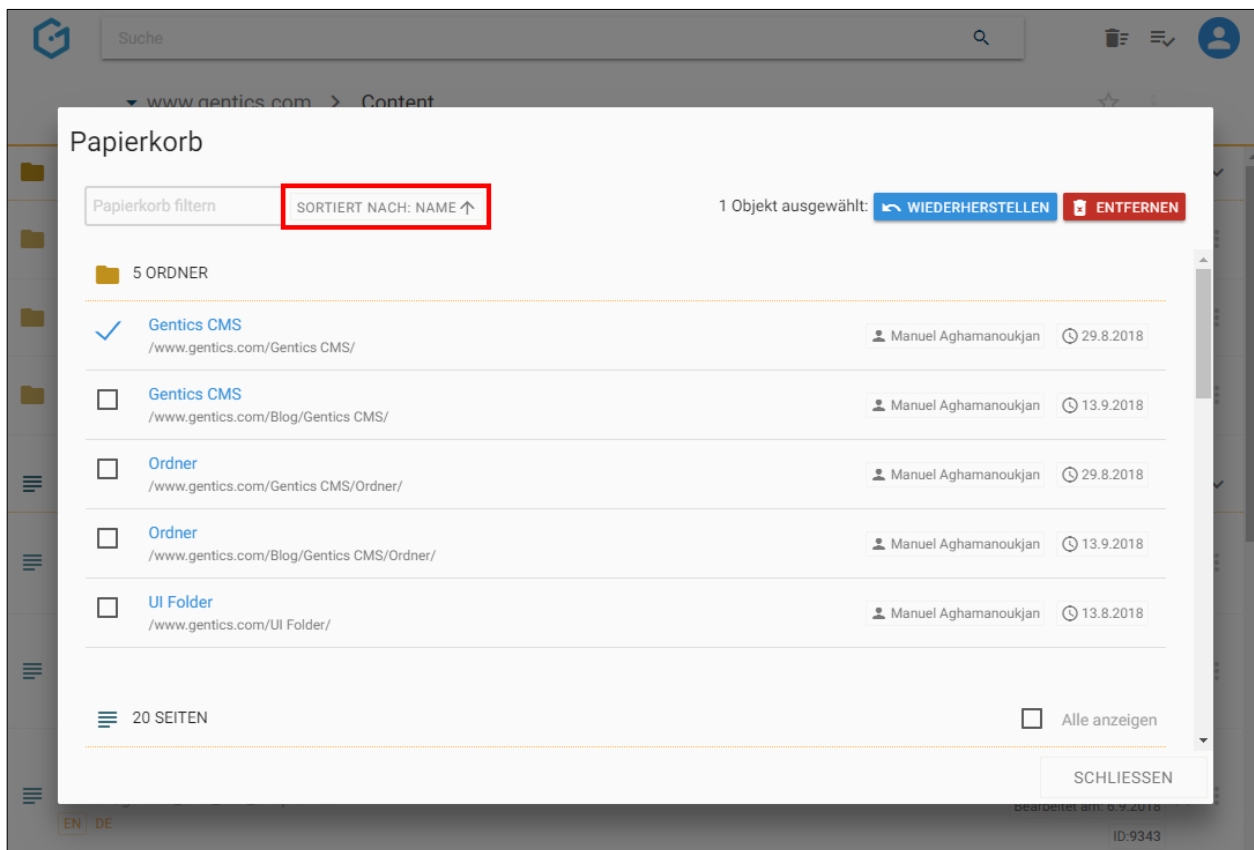 Suche
www.gentics.com > Content
Papierkorb
Papierkorb filtern
SORTIERT NACH: NAME
1 Objekt ausgewählt:
WIEDERHERSTELLEN
ENTFERNEN
5 ORDNER
Gentics CMS
/www.gentics.com/Gentics CMS/
Manuel Aghamanoukjan
29.8.2018
Gentics CMS
/www.gentics.com/Blog/Gentics CMS/
Manuel Aghamanoukjan
13.9.2018
Ordner
/www.gentics.com/Gentics CMS/Ordner/
Manuel Aghamanoukjan
29.8.2018
Ordner
/www.gentics.com/Blog/Gentics CMS/Ordner/
Manuel Aghamanoukjan
13.9.2018
UI Folder
/www.gentics.com/UI Folder/
Manuel Aghamanoukjan
13.8.2018
20 SEITEN
Alle anzeigen
SCHLIESSEN
Bearbeitet am: 6.9.2018
EN DE
ID:9343